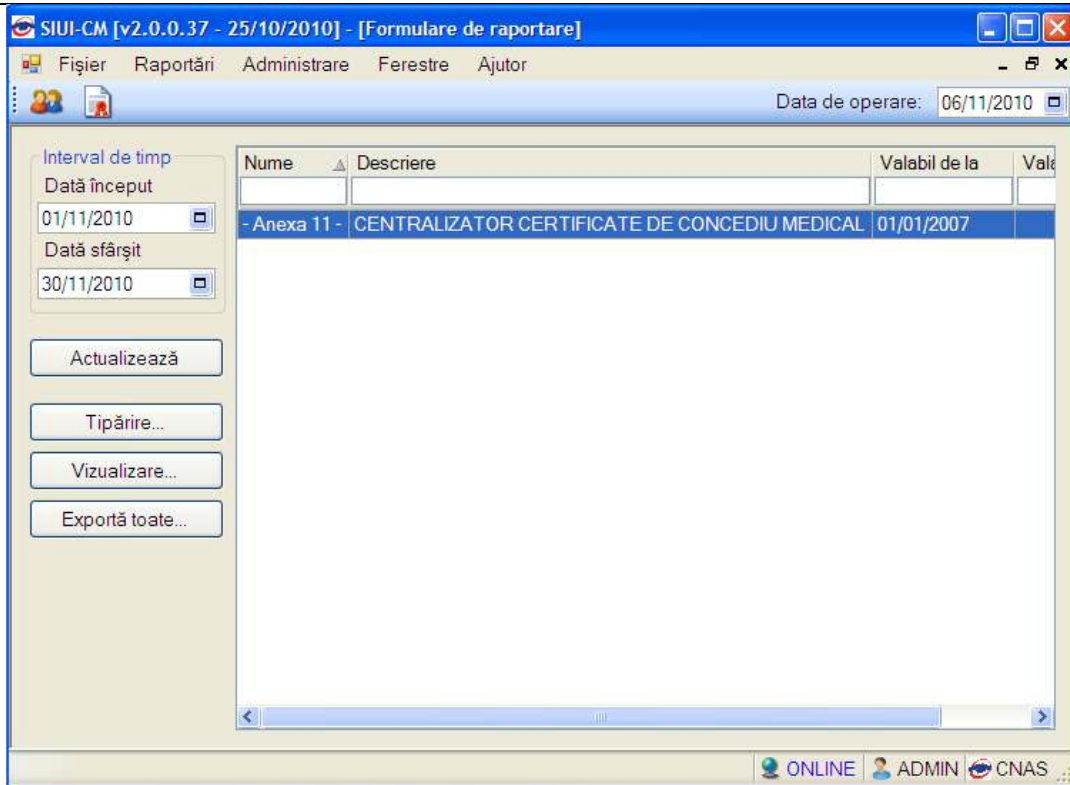 SIUI-CM [v2.0.0.37 - 25/10/2010] - [Formulare de raportare]
Fişier Raportări Administrare Ferestre Ajutor
Data de operare: 06/11/2010
Interval de timp
Dată început
01/11/2010
Dată sfârşit
30/11/2010
Actualizează
Tipărire...
Vizualizare...
Exportă toate...
Nume Descriere Valabil de la Vala
- Anexa 11 - CENTRALIZATOR CERTIFICATE DE CONCEDIU MEDICAL 01/01/2007
ONLINE ADMIN CNAS